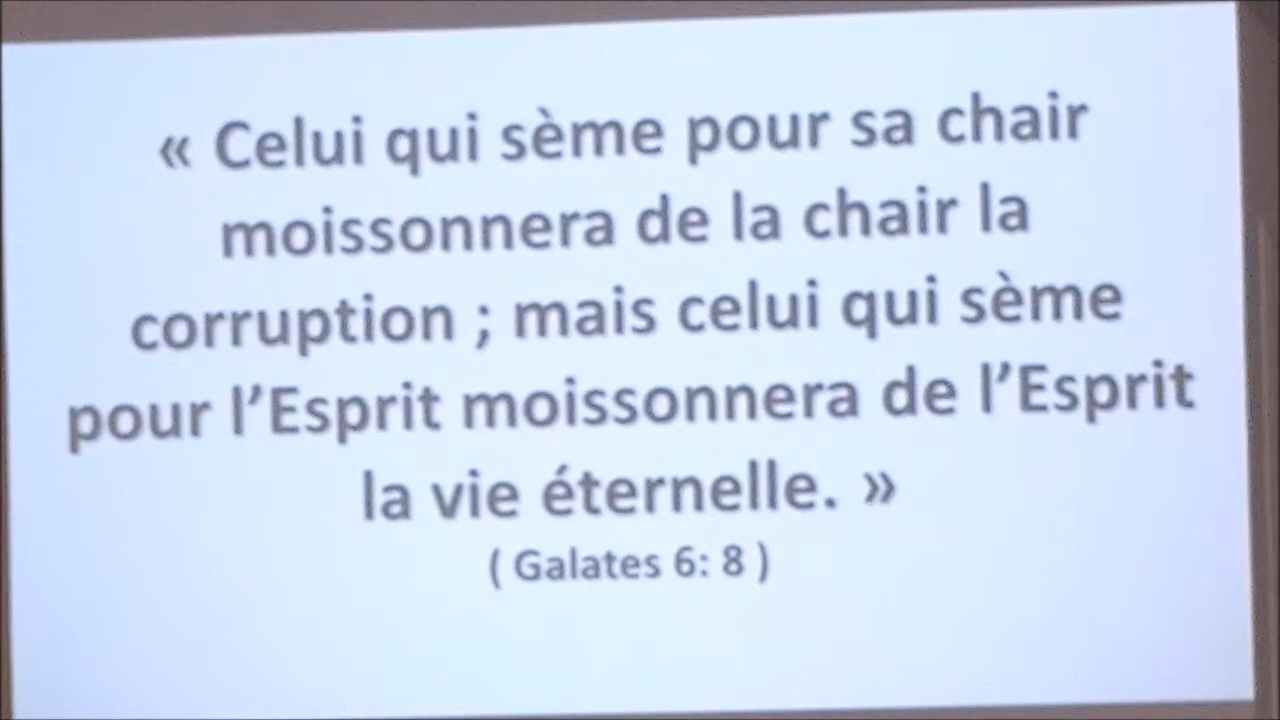 « Celui qui sème pour sa chair
moissonnera de la chair la
corruption ; mais celui qui sème
pour l’Esprit moissonnera de l’Esprit
la vie éternelle. »
( Galates 6: 8 )